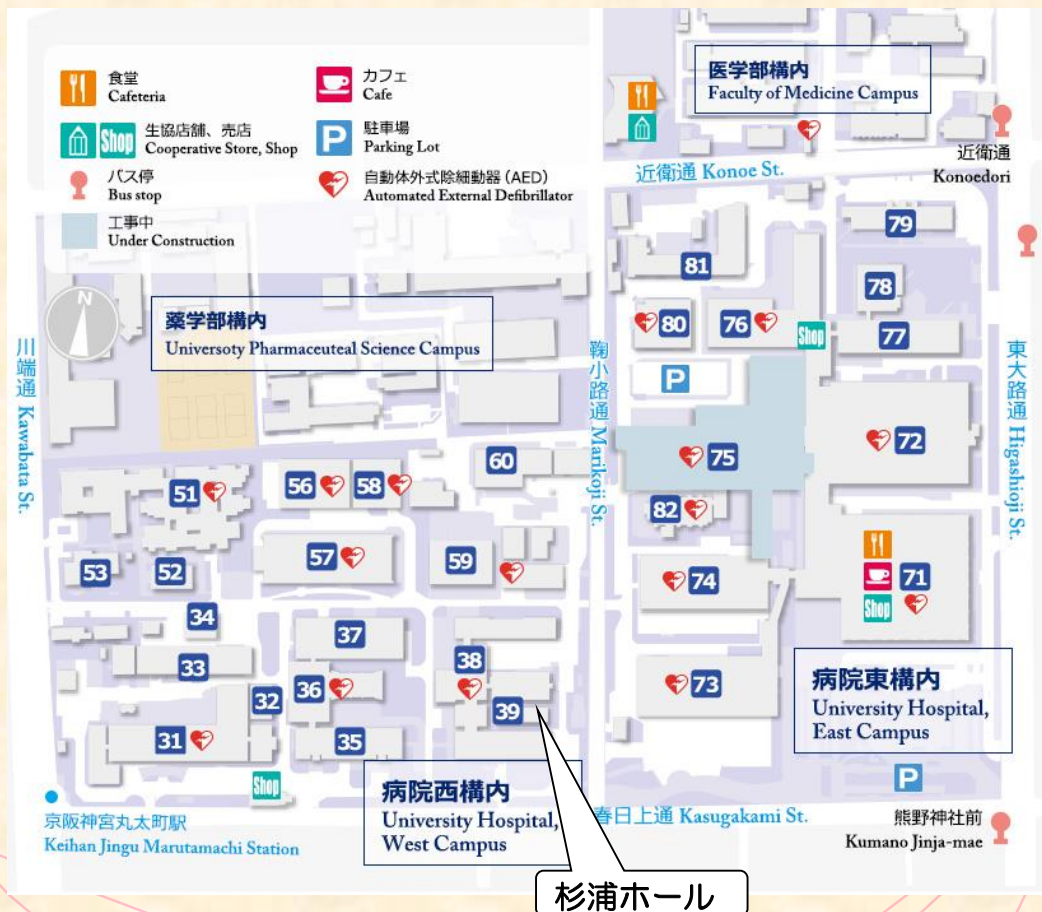 食堂
Cafeteria
カフェ
Cafe
Shop
生協店舗、売店
Cooperative Store, Shop
P
駐車場
Parking Lot
バス停
Bus stop
自動体外式除細動器 (AED)
Automated External Defibrillator
工事中
Under Construction
N
医学部構内
Faculty of Medicine Campus
近衛通
Konoedori
近衛通 Konoe St.
薬学部構内
Universoty Pharmaceuteal Science Campus
川端通 Kawabata St.
鞠小路通 Marikoji St.
東大路通 Higashioji St.
79
81
78
80
76
Shop
77
P
72
75
60
51
56
58
82
57
59
53
52
74
71
Shop
34
37
33
38
36
32
39
73
31
35
病院東構内
University Hospital,
East Campus
P
Shop
病院西構内
University Hospital,
West Campus
京阪神宮丸太町駅
Keihan Jingu Marutamachi Station
春日上通 Kasugakami St.
熊野神社前
Kumano Jinja-mae
杉浦ホール